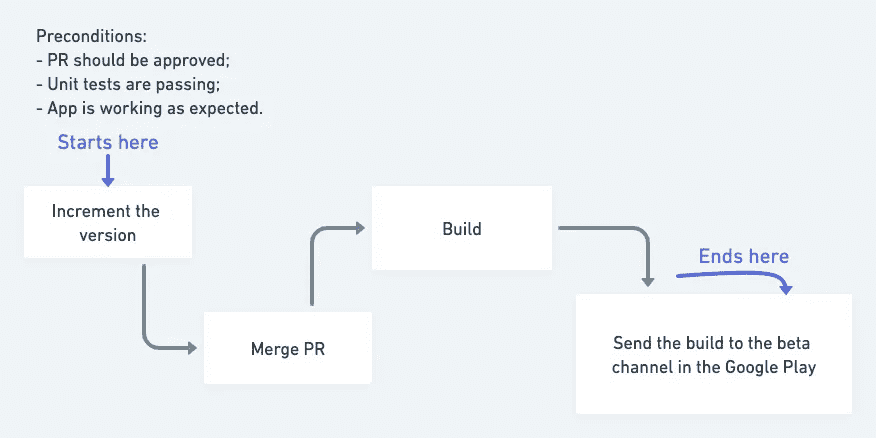 Preconditions:
- PR should be approved;
- Unit tests are passing;
- App is working as expected.
Starts here
Increment the
version
Merge PR
Build
Ends here
Send the build to the beta
channel in the Google Play